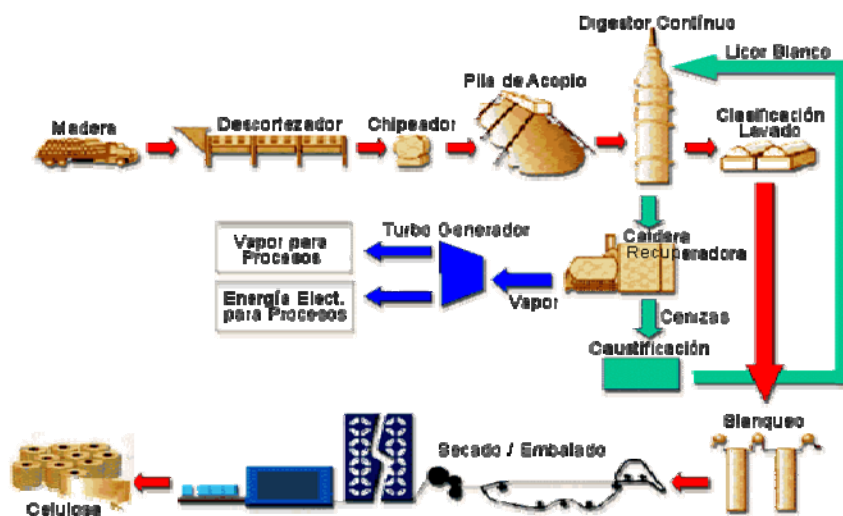 Digestor Contínuo
Licor Blanco
Pila de Acopio
Clasificación
Lavado
Madera
Descortezador
Chipeador
Turbo Generador
Vapor para
Procesos
Caldera
Recuperadora
Energía Elect.
para Procesos
Vapor
Cenizas
Caustificación
Blanqueo
Secado / Embalado
Celulosa